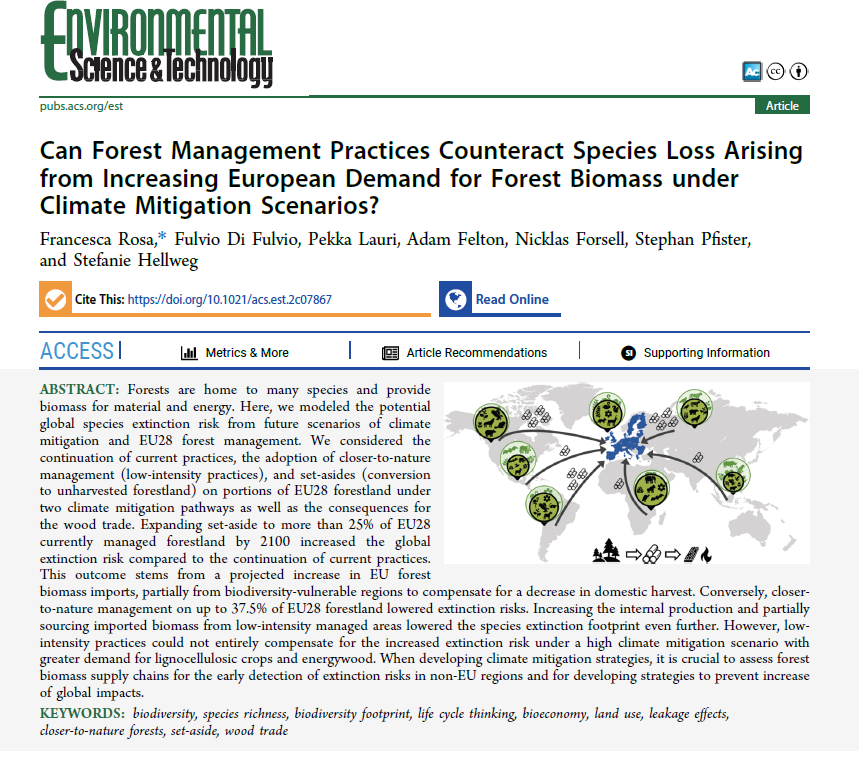 ENVIRONMENTAL
Science & Technology
Ac cc
pubs.acs.org/est
Article
Can Forest Management Practices Counteract Species Loss Arising
from Increasing European Demand for Forest Biomass under
Climate Mitigation Scenarios?
Francesca Rosa,* Fulvio Di Fulvio, Pekka Lauri, Adam Felton, Nicklas Forsell, Stephan Pfister,
and Stefanie Hellweg
Cite This: https://doi.org/10.1021/acs.est.2c07867
Read Online
ACCESS
Metrics & More
Article Recommendations
SI Supporting Information
ABSTRACT: Forests are home to many species and provide
biomass for material and energy. Here, we modeled the potential
global species extinction risk from future scenarios of climate
mitigation and EU28 forest management. We considered the
continuation of current practices, the adoption of closer-to-nature
management (low-intensity practices), and set-asides (conversion
to unharvested forestland) on portions of EU28 forestland under
two climate mitigation pathways as well as the consequences for
the wood trade. Expanding set-aside to more than 25% of EU28
currently managed forestland by 2100 increased the global
extinction risk compared to the continuation of current practices.
This outcome stems from a projected increase in EU forest
biomass imports, partially from biodiversity-vulnerable regions to compensate for a decrease in domestic harvest. Conversely, closer-
to-nature management on up to 37.5% of EU28 forestland lowered extinction risks. Increasing the internal production and partially
sourcing imported biomass from low-intensity managed areas lowered the species extinction footprint even further. However, low-
intensity practices could not entirely compensate for the increased extinction risk under a high climate mitigation scenario with
greater demand for lignocellulosic crops and energywood. When developing climate mitigation strategies, it is crucial to assess forest
biomass supply chains for the early detection of extinction risks in non-EU regions and for developing strategies to prevent increase
of global impacts.
KEYWORDS: biodiversity, species richness, biodiversity footprint, life cycle thinking, bioeconomy, land use, leakage effects,
closer-to-nature forests, set-aside, wood trade